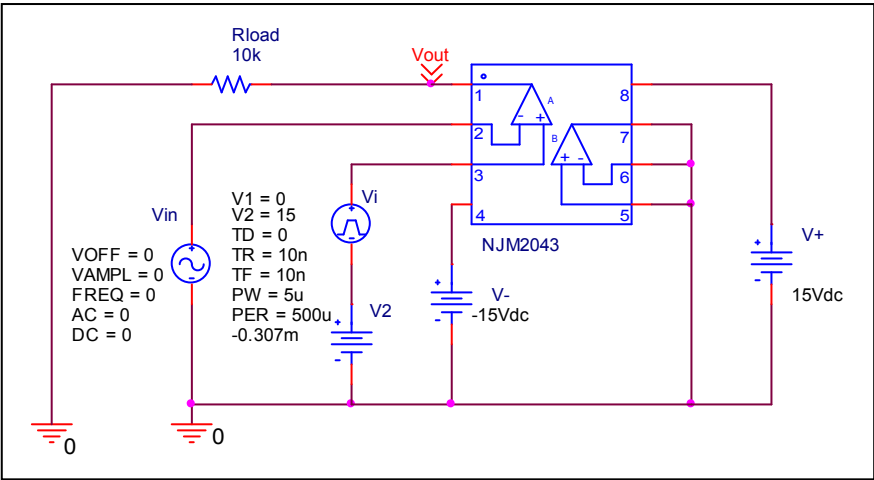 Rload
10k
Vout
1
2
3
4
8
7
6
5
A
- +
B
+ -
NJM2043
Vin
VOFF = 0
VAMPL = 0
FREQ = 0
AC = 0
DC = 0
+
-
Vi
V1 = 0
V2 = 15
TD = 0
TR = 10n
TF = 10n
PW = 5u
PER = 500u
-0.307m
+
-
V2
+
-
V-
-15Vdc
+
-
V+
+
-
15Vdc
0
0